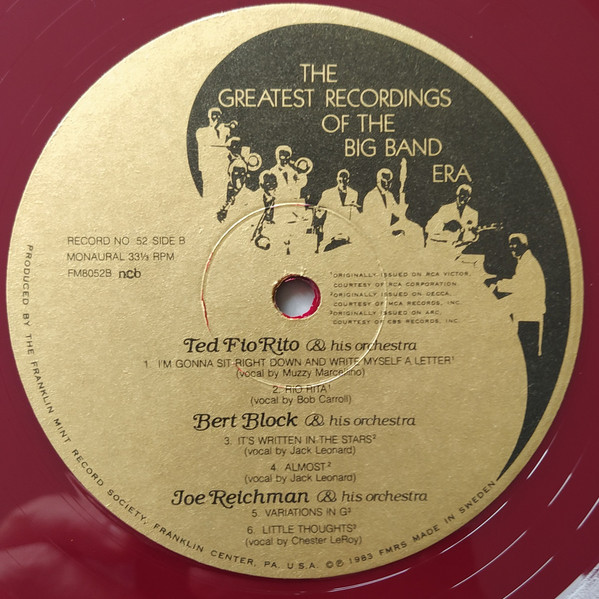 THE
GREATEST RECORDINGS
OF THE
BIG BAND
ERA
RECORD NO. 52 SIDE B
MONAURAL 33⅓ RPM
FM8052B ncb
¹ORIGINALLY ISSUED ON RCA VICTOR,
COURTESY OF RCA CORPORATION.
²ORIGINALLY ISSUED ON DECCA,
COURTESY OF MCA RECORDS, INC.
³ORIGINALLY ISSUED ON ARC,
COURTESY OF CBS RECORDS, INC.
Ted FioRito & his orchestra
1. I'M GONNA SIT RIGHT DOWN AND WRITE MYSELF A LETTER¹
(vocal by Muzzy Marcellino)
2. RIO RITA¹
(vocal by Bob Carroll)
Bert Block & his orchestra
3. IT'S WRITTEN IN THE STARS²
(vocal by Jack Leonard)
4. ALMOST²
(vocal by Jack Leonard)
Joe Reichman & his orchestra
5. VARIATIONS IN G³
6. LITTLE THOUGHTS³
(vocal by Chester LeRoy)
PRODUCED BY THE FRANKLIN MINT RECORD SOCIETY, FRANKLIN CENTER, PA. U.S.A. © ℗ 1983 FMRS MADE IN SWEDEN